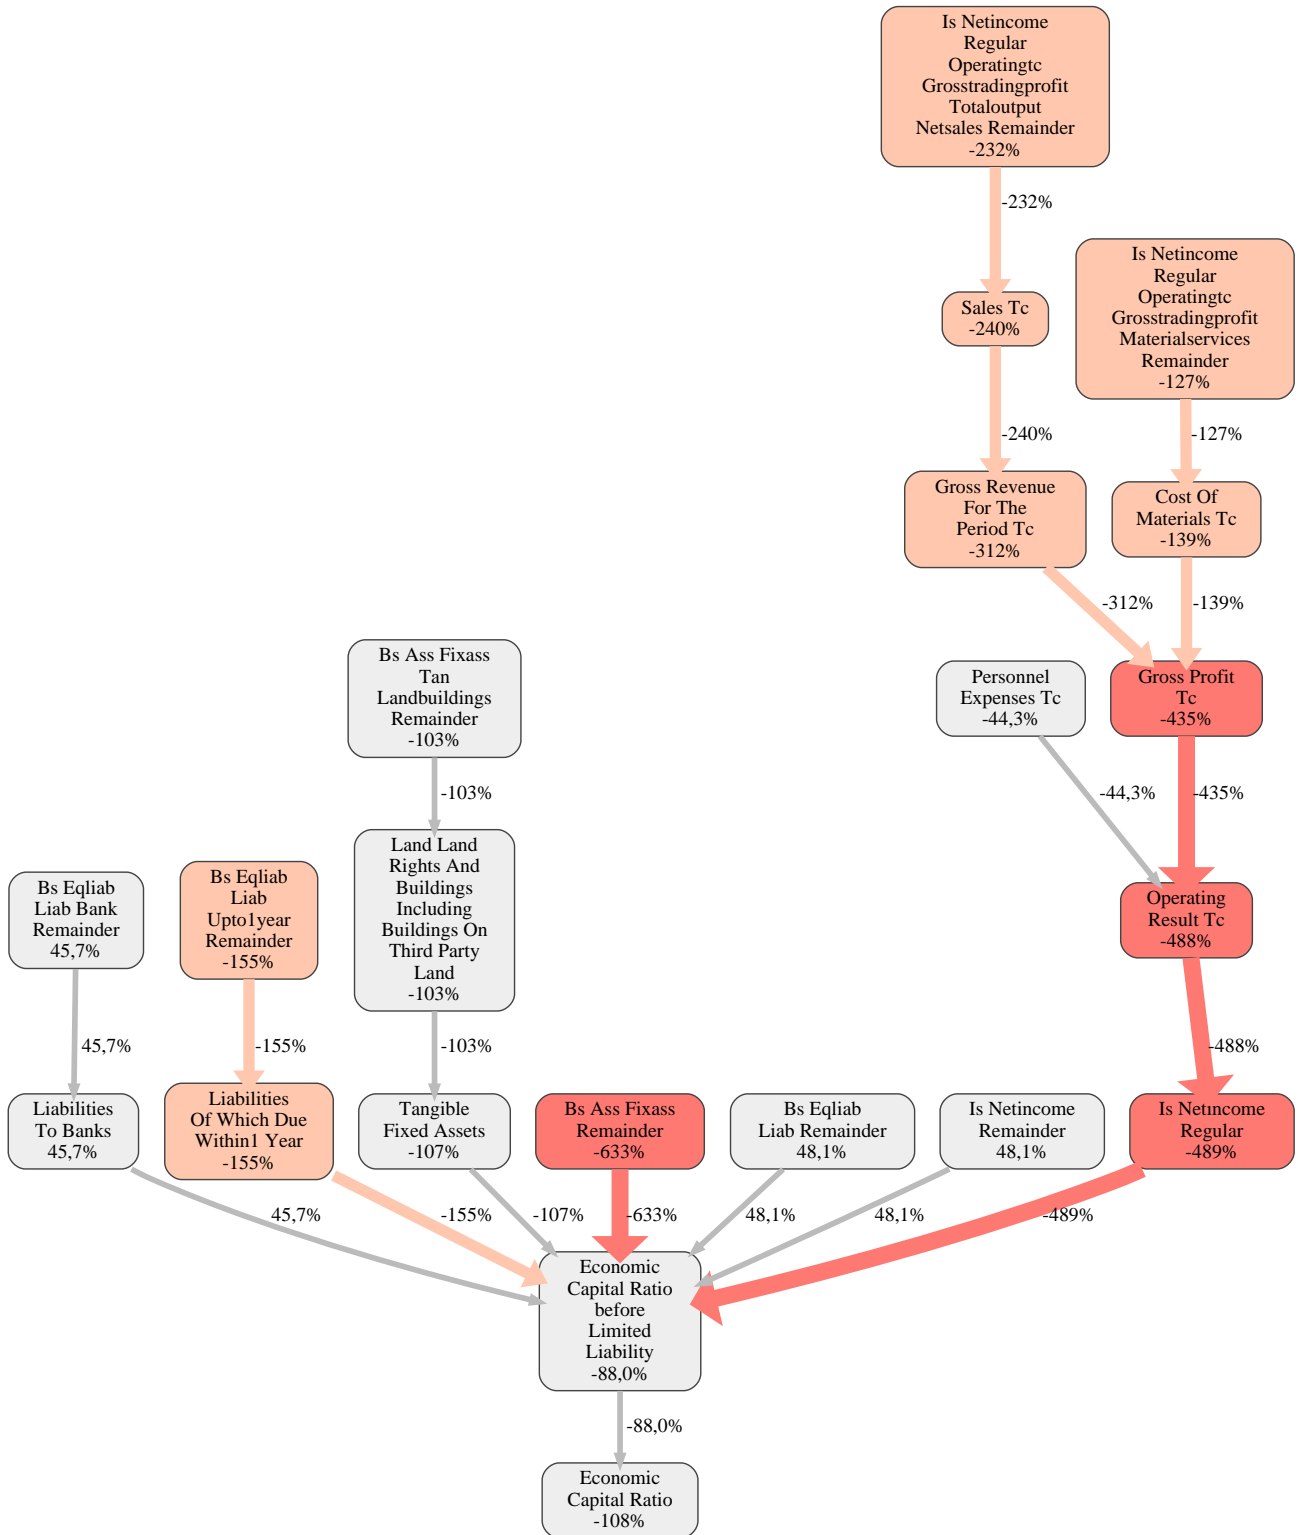 Is Netincome
Regular
Operatingtc
Grosstradingprofit
Totaloutput
Netsales Remainder
-232%
-232%
Is Netincome
Regular
Operatingtc
Grosstradingprofit
Materialservices
Remainder
-127%
Sales Tc
-240%
-240%
-127%
Gross Revenue
For The
Period Tc
-312%
Cost Of
Materials Tc
-139%
-312%
-139%
Bs Ass Fixass
Tan
Landbuildings
Remainder
-103%
Personnel
Expenses Tc
-44,3%
Gross Profit
Tc
-435%
-103%
-44,3%
-435%
Land Land
Rights And
Buildings
Including
Buildings On
Third Party
Land
-103%
Bs Eqliab
Liab Bank
Remainder
45,7%
Bs Eqliab
Liab
Upto1year
Remainder
-155%
Operating
Result Tc
-488%
45,7%
-155%
-103%
-488%
Liabilities
To Banks
45,7%
Liabilities
Of Which Due
Within1 Year
-155%
Tangible
Fixed Assets
-107%
Bs Ass Fixass
Remainder
-633%
Bs Eqliab
Liab Remainder
48,1%
Is Netincome
Remainder
48,1%
Is Netincome
Regular
-489%
45,7%
-155%
-107%
-633%
48,1%
48,1%
-489%
Economic
Capital Ratio
before
Limited
Liability
-88,0%
-88,0%
Economic
Capital Ratio
-108%